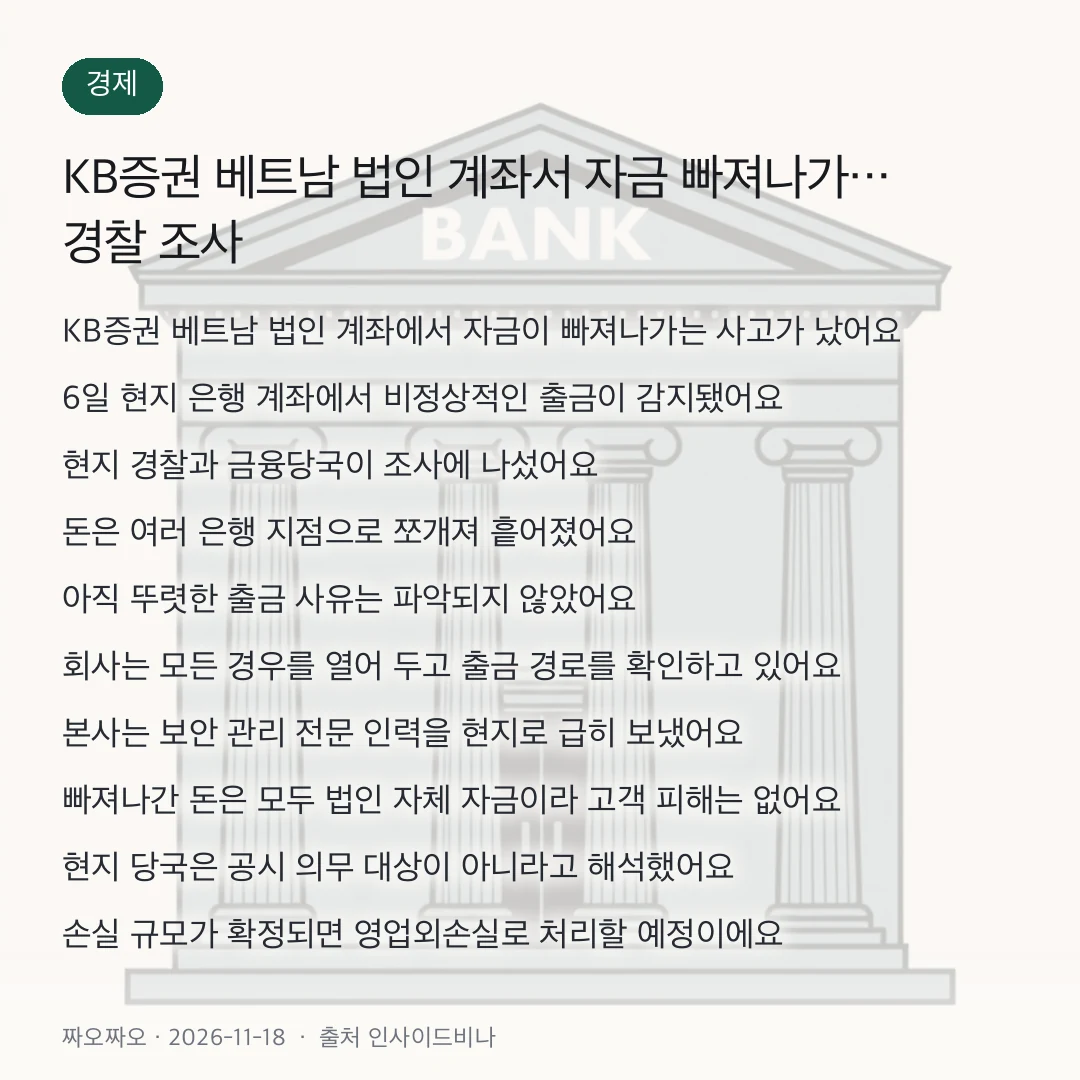 경제
KB증권 베트남 법인 계좌서 자금 빠져나가…
경찰 조사
BANK
KB증권 베트남 법인 계좌에서 자금이 빠져나가는 사고가 났어요
6일 현지 은행 계좌에서 비정상적인 출금이 감지됐어요
현지 경찰과 금융당국이 조사에 나섰어요
돈은 여러 은행 지점으로 쪼개져 흩어졌어요
아직 뚜렷한 출금 사유는 파악되지 않았어요
회사는 모든 경우를 열어 두고 출금 경로를 확인하고 있어요
본사는 보안 관리 전문 인력을 현지로 급히 보냈어요
빠져나간 돈은 모두 법인 자체 자금이라 고객 피해는 없어요
현지 당국은 공시 의무 대상이 아니라고 해석했어요
손실 규모가 확정되면 영업외손실로 처리할 예정이에요
짜오짜오 · 2026-11-18 · 출처 인사이드비나